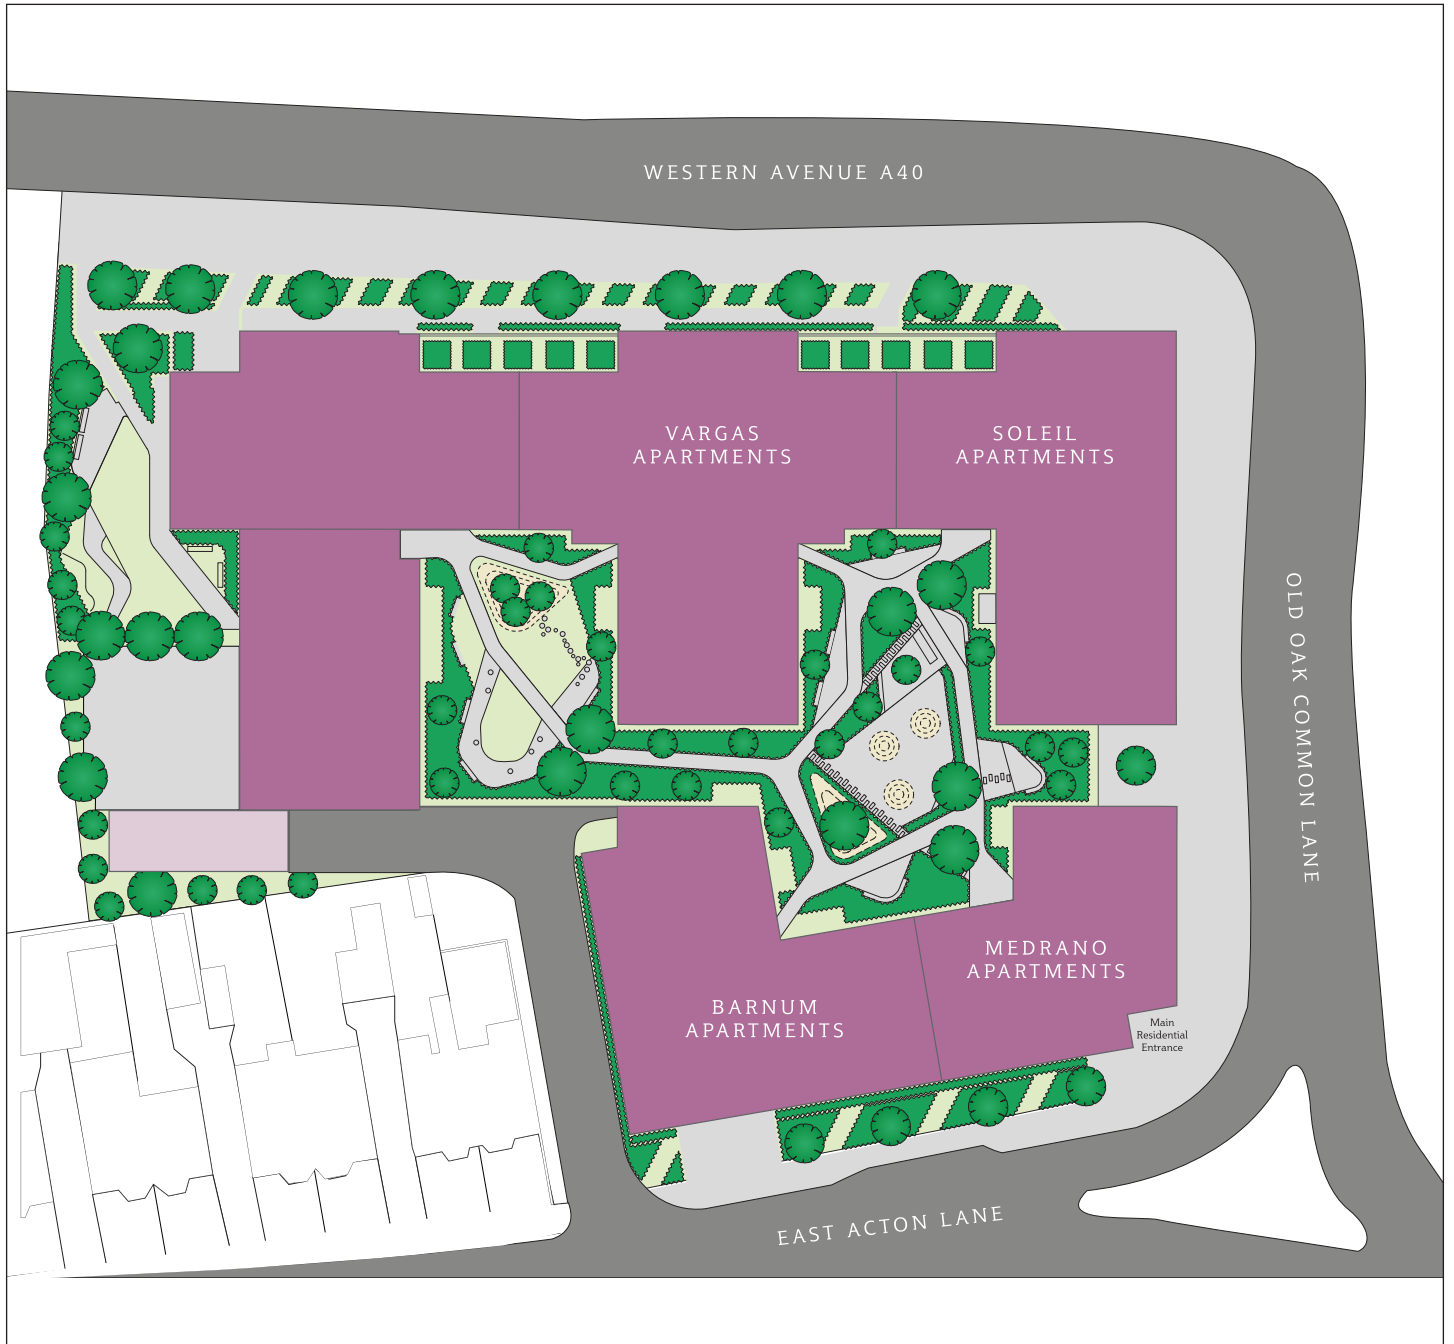 WESTERN AVENUE A40
VARGAS
APARTMENTS
SOLEIL
APARTMENTS
OLD OAK COMMON LANE
MEDRANO
APARTMENTS
BARNUM
APARTMENTS
Main
Residential
Entrance
EAST ACTON LANE